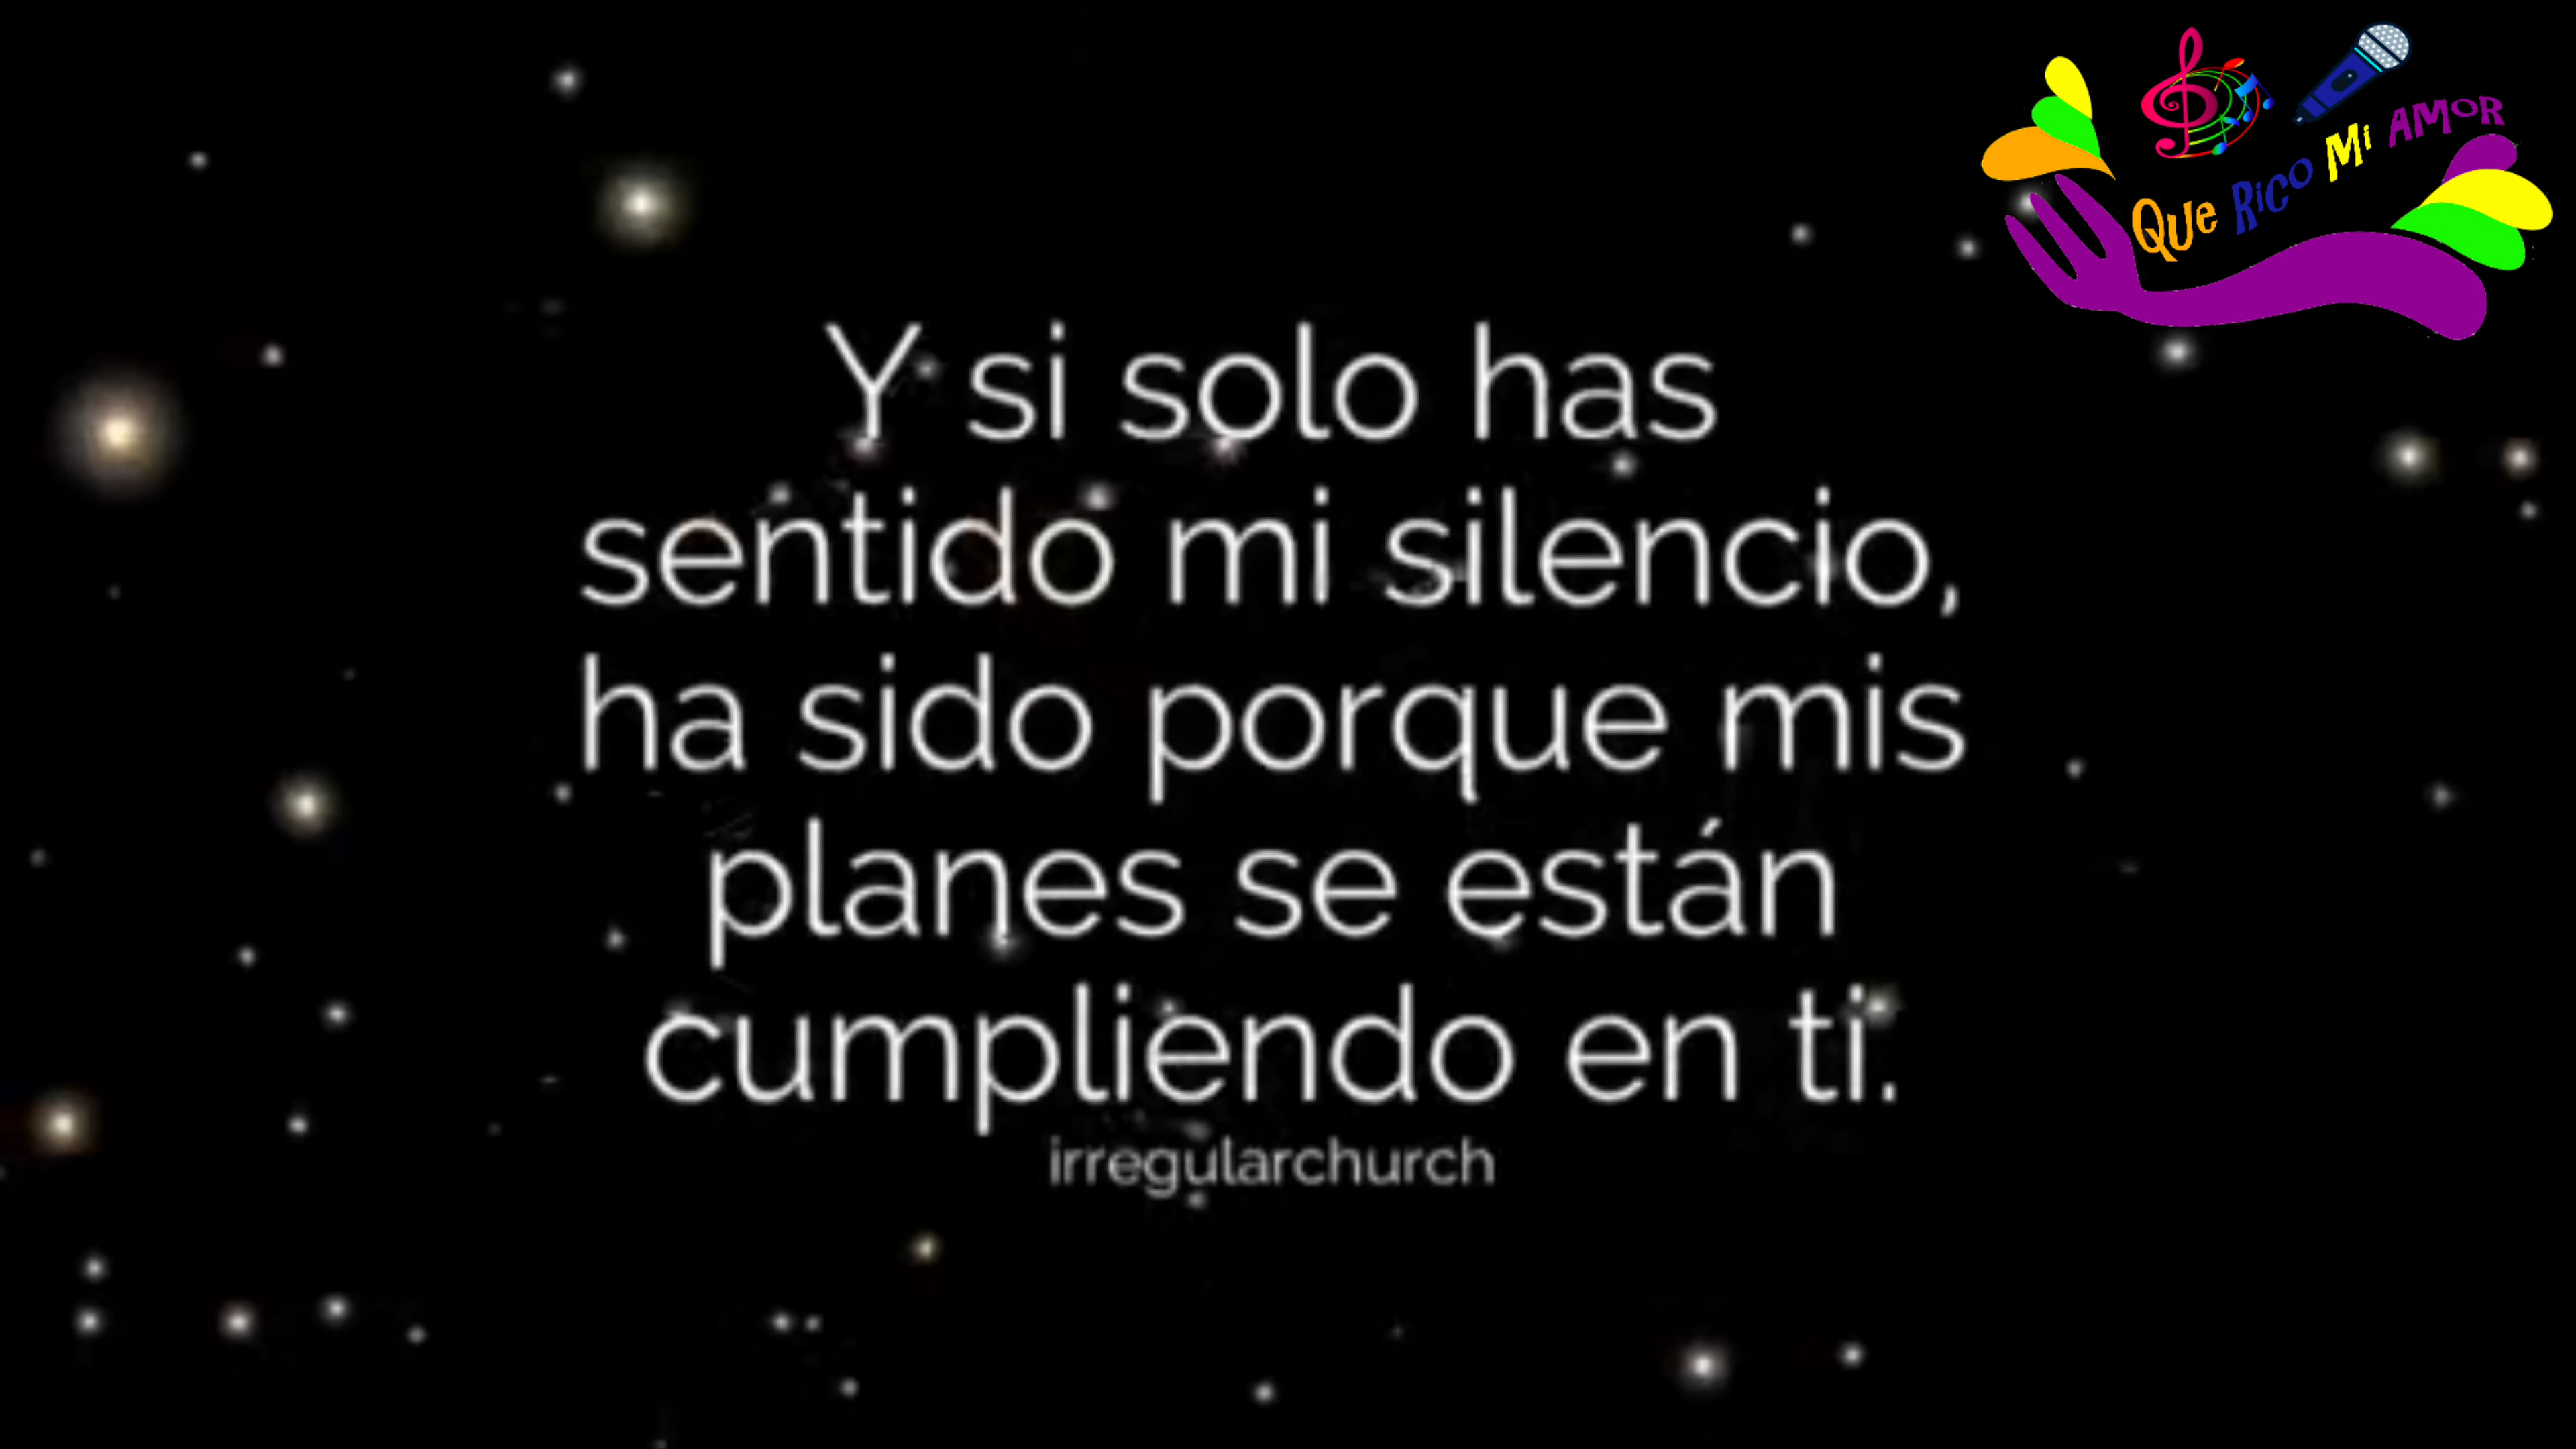 QUe RiCO Mi AMOR
Y si solo has
sentido mi silencio,
ha sido porque mis
planes se están
cumpliendo en ti.
irregularchurch